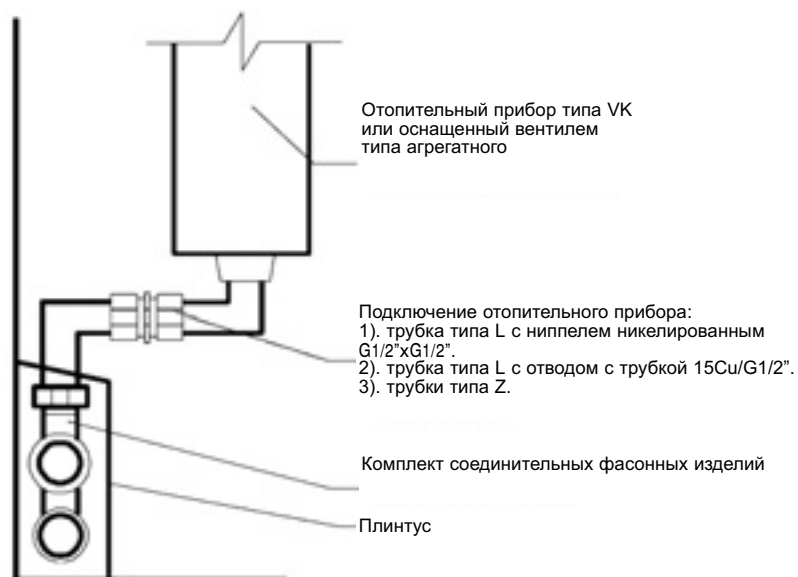 Отопительный прибор типа VK
или оснащенный вентилем
типа агрегатного
Подключение отопительного прибора:
1). трубка типа L с ниппелем никелированным
G1/2”xG1/2”.
2). трубка типа L с отводом с трубкой 15Cu/G1/2”.
3). трубки типа Z.
Комплект соединительных фасонных изделий
Плинтус